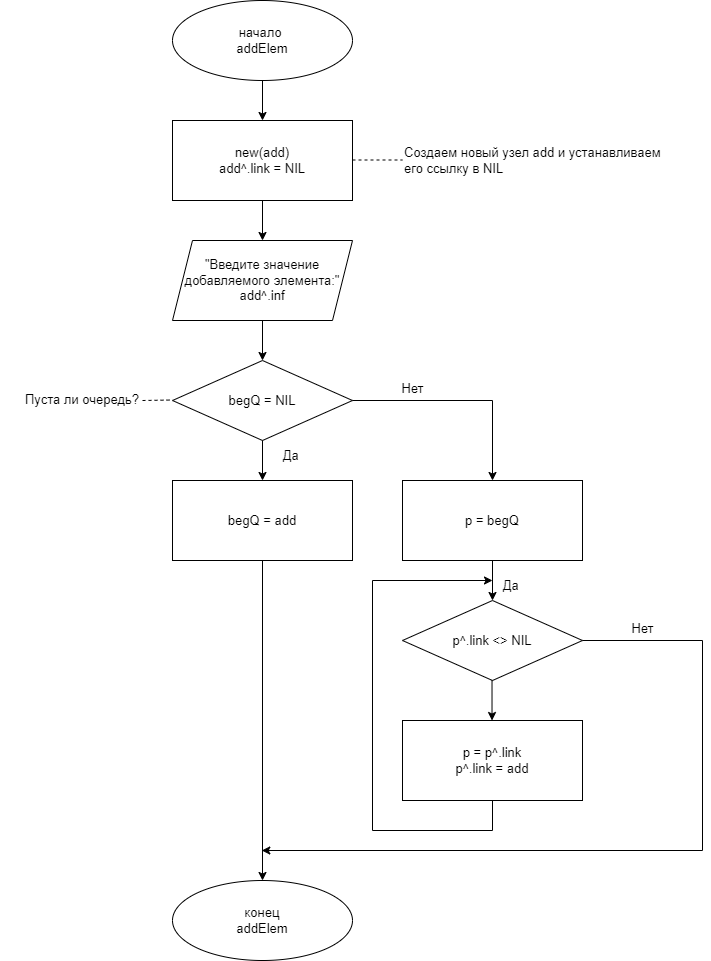 начало
addElem
new(add)
add^.link = NIL
Создаем новый узел add и устанавливаем
его ссылку в NIL
"Введите значение
добавляемого элемента:"
add^.inf
Пуста ли очередь?
begQ = NIL
Нет
Да
begQ = add
p = begQ
Да
p^.link <> NIL
Нет
p = p^.link
p^.link = add
конец
addElem